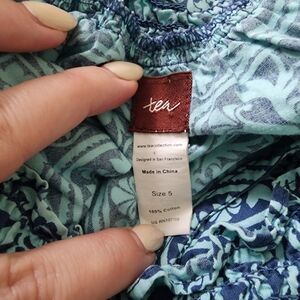 tea
www.teacollection.com
Designed in San Francisco
Made in China
Size 5
100% Cotton